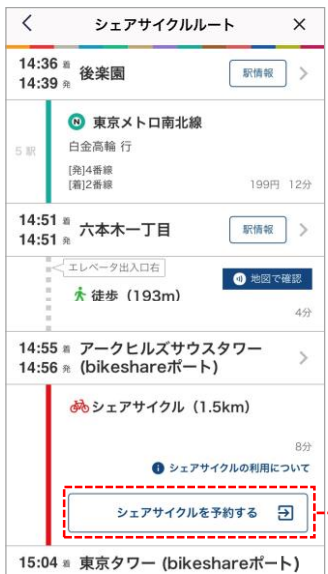 シェアサイクルルート ×
14:36 着
14:39 発
後楽園
駅情報
N 東京メトロ南北線
5 駅
白金高輪 行
[発]4番線
[着]2番線
199円 12分
14:51 着
14:51 発
六本木一丁目
駅情報
エレベータ出入口右
徒歩(193m)
地図で確認
4分
14:55 着
14:56 発
アークヒルズサウスタワー
(bikeshareポート)
シェアサイクル(1.5km)
8分
シェアサイクルの利用について
シェアサイクルを予約する
15:04 着 東京タワー (bikeshareポート)